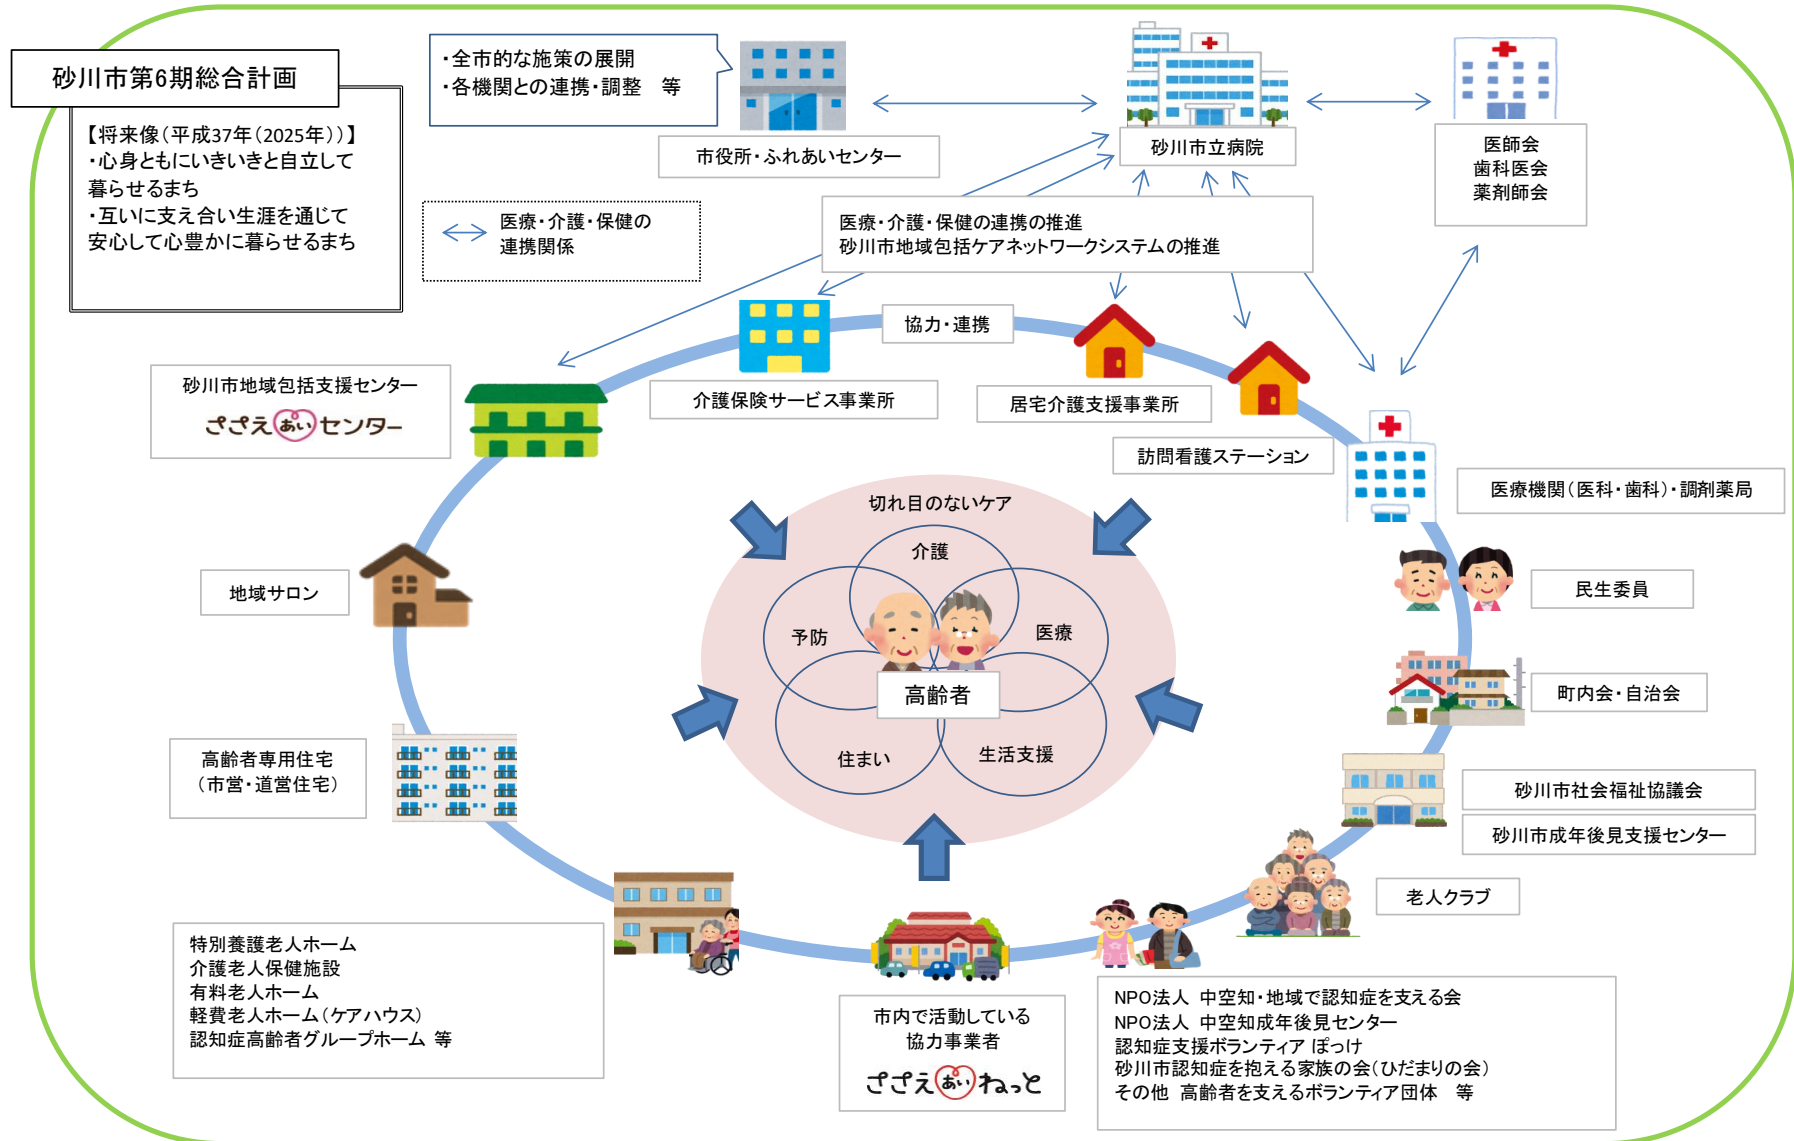 砂川市第6期総合計画
【将来像（平成37年（2025年））】
・心身ともにいきいきと自立して
暮らせるまち
・互いに支え合い生涯を通じて
安心して心豊かに暮らせるまち
・全市的な施策の展開
・各機関との連携・調整　等
市役所・ふれあいセンター
砂川市立病院
医師会
歯科医会
薬剤師会
医療・介護・保健の
連携関係
医療・介護・保健の連携の推進
砂川市地域包括ケアネットワークシステムの推進
協力・連携
砂川市地域包括支援センター
ささえあいセンター
介護保険サービス事業所
居宅介護支援事業所
訪問看護ステーション
医療機関（医科・歯科）・調剤薬局
切れ目のないケア
介護
予防
医療
高齢者
住まい
生活支援
地域サロン
民生委員
町内会・自治会
高齢者専用住宅
（市営・道営住宅）
砂川市社会福祉協議会
砂川市成年後見支援センター
老人クラブ
特別養護老人ホーム
介護老人保健施設
有料老人ホーム
軽費老人ホーム（ケアハウス）
認知症高齢者グループホーム 等
市内で活動している
協力事業者
ささえあいねっと
NPO法人 中空知・地域で認知症を支える会
NPO法人 中空知成年後見センター
認知症支援ボランティア ぽっけ
砂川市認知症を抱える家族の会（ひだまりの会）
その他 高齢者を支えるボランティア団体　等